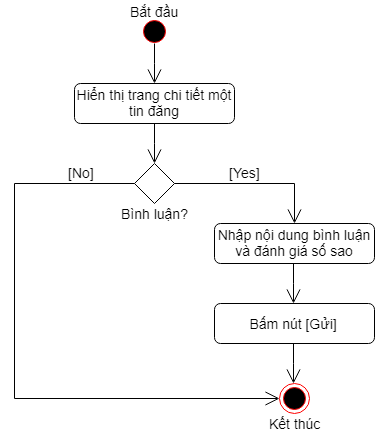 Bắt đầu
Hiển thị trang chi tiết một
tin đăng
[No]
[Yes]
Bình luận?
Nhập nội dung bình luận
và đánh giá số sao
Bấm nút [Gửi]
Kết thúc